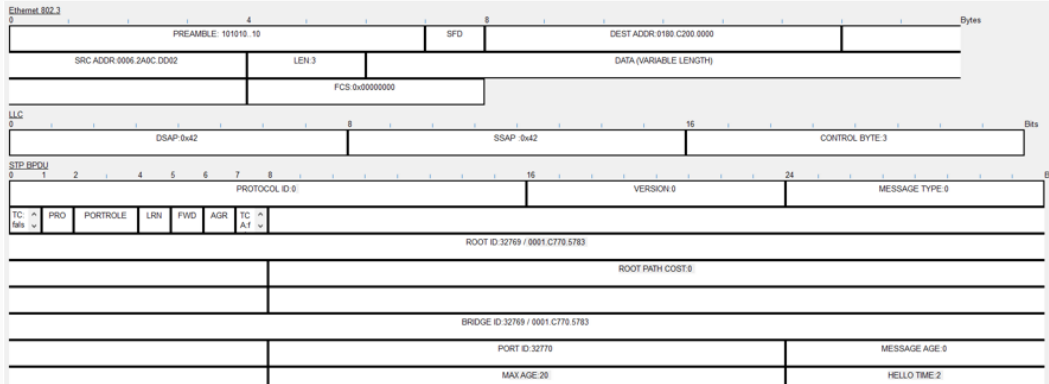 Ethernet 802.3
0 4 8 Bytes
PREAMBLE: 101010..10 SFD DEST ADDR:0180.C200.0000
SRC ADDR:0006.2A0C.DD02 LEN:3 DATA (VARIABLE LENGTH)
FCS:0x00000000
LLC
0 8 16 Bits
DSAP:0x42 SSAP :0x42 CONTROL BYTE:3
STP BPDU
0 1 2 4 5 6 7 8 16 24 B
PROTOCOL ID:0 VERSION:0 MESSAGE TYPE:0
TC: PRO PORTROLE LRN FWD AGR TC
fals A:f
ROOT ID:32769 / 0001.C770.5783
ROOT PATH COST:0
BRIDGE ID:32769 / 0001.C770.5783
PORT ID:32770 MESSAGE AGE:0
MAX AGE:20 HELLO TIME:2